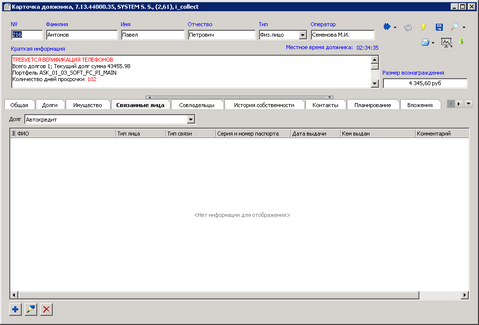 Карточка должника, 7.13.44000.35, SYSTEM S. S., (2,61), i_collect
№ Фамилия Имя Отчество Тип Оператор
Антонов Павел Петрович Физ.лицо Семенова М.И.
Краткая информация Местное время должника: 02:34:35
ТРЕБУЕТСЯ ВЕРИФИКАЦИЯ ТЕЛЕФОНОВ
Всего долгов 1; Текущий долг сумма 43455.98
Портфель ASK_01_03_SOFT_FC_PI_MAIN
Количество дней просрочки 102
Размер вознаграждения
4 345,60 руб
Общая Долги Имущество Связанные лица Совладельцы История собственности Контакты Планирование Вложения
Долг Автокредит
ФИО Тип лица Тип связи Серия и номер паспорта Дата выдачи Кем выдан Комментарий
<Нет информации для отображения>